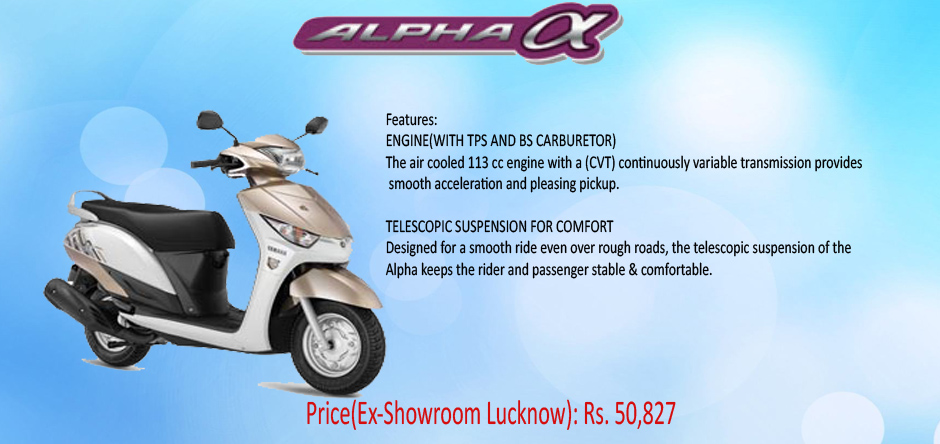 ALPHA α
Features:
ENGINE(WITH TPS AND BS CARBURETOR)
The air cooled 113 cc engine with a (CVT) continuously variable transmission provides
smooth acceleration and pleasing pickup.
TELESCOPIC SUSPENSION FOR COMFORT
Designed for a smooth ride even over rough roads, the telescopic suspension of the
Alpha keeps the rider and passenger stable & comfortable.
YAMAHA
Price(Ex-Showroom Lucknow): Rs. 50,827